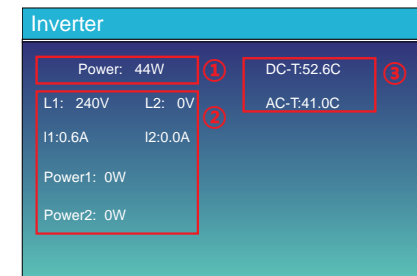 Inverter
Power: 44W
①
DC-T:52.6C
③
AC-T:41.0C
L1: 240V L2: 0V
②
I1:0.6A I2:0.0A
Power1: 0W
Power2: 0W